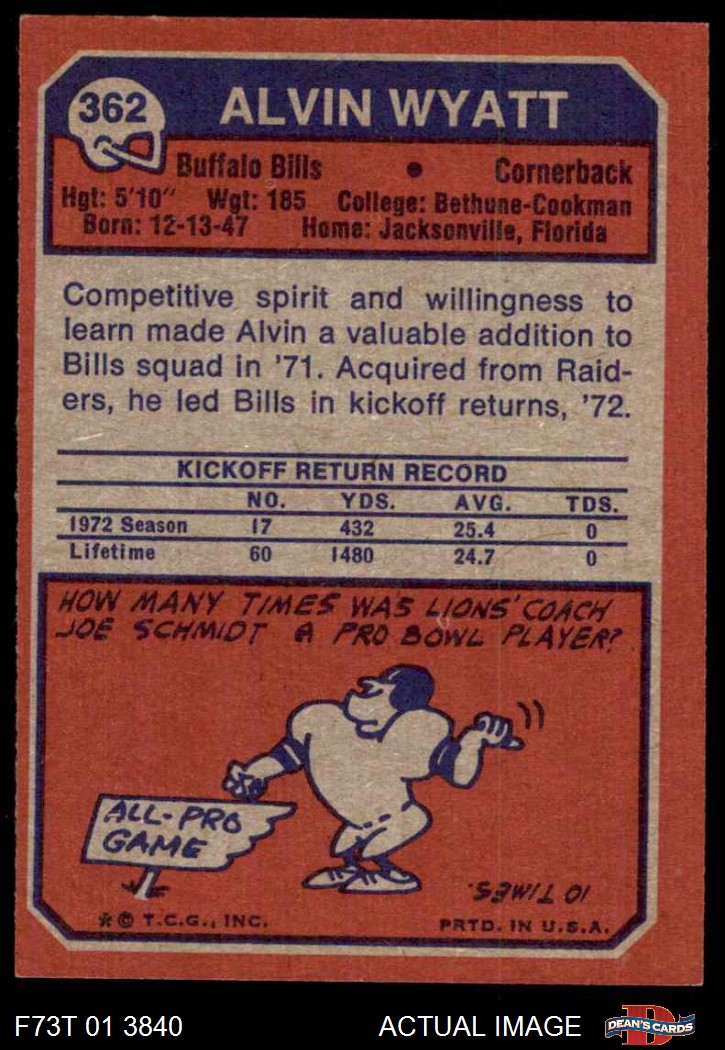 362
ALVIN WYATT
Buffalo Bills • Cornerback
Hgt: 5'10" Wgt: 185 College: Bethune-Cookman
Born: 12-13-47 Home: Jacksonville, Florida
Competitive spirit and willingness to
learn made Alvin a valuable addition to
Bills squad in '71. Acquired from Raid-
ers, he led Bills in kickoff returns, '72.
KICKOFF RETURN RECORD
NO. YDS. AVG. TDS.
1972 Season 17 432 25.4 0
Lifetime 60 1480 24.7 0
HOW MANY TIMES WAS LIONS' COACH
JOE SCHMIDT A PRO BOWL PLAYER?
ALL-PRO
GAME
10 TIMES.
* © T.C.G., INC. PRTD. IN U.S.A.
F73T 01 3840 ACTUAL IMAGE
D
DEAN'S CARDS